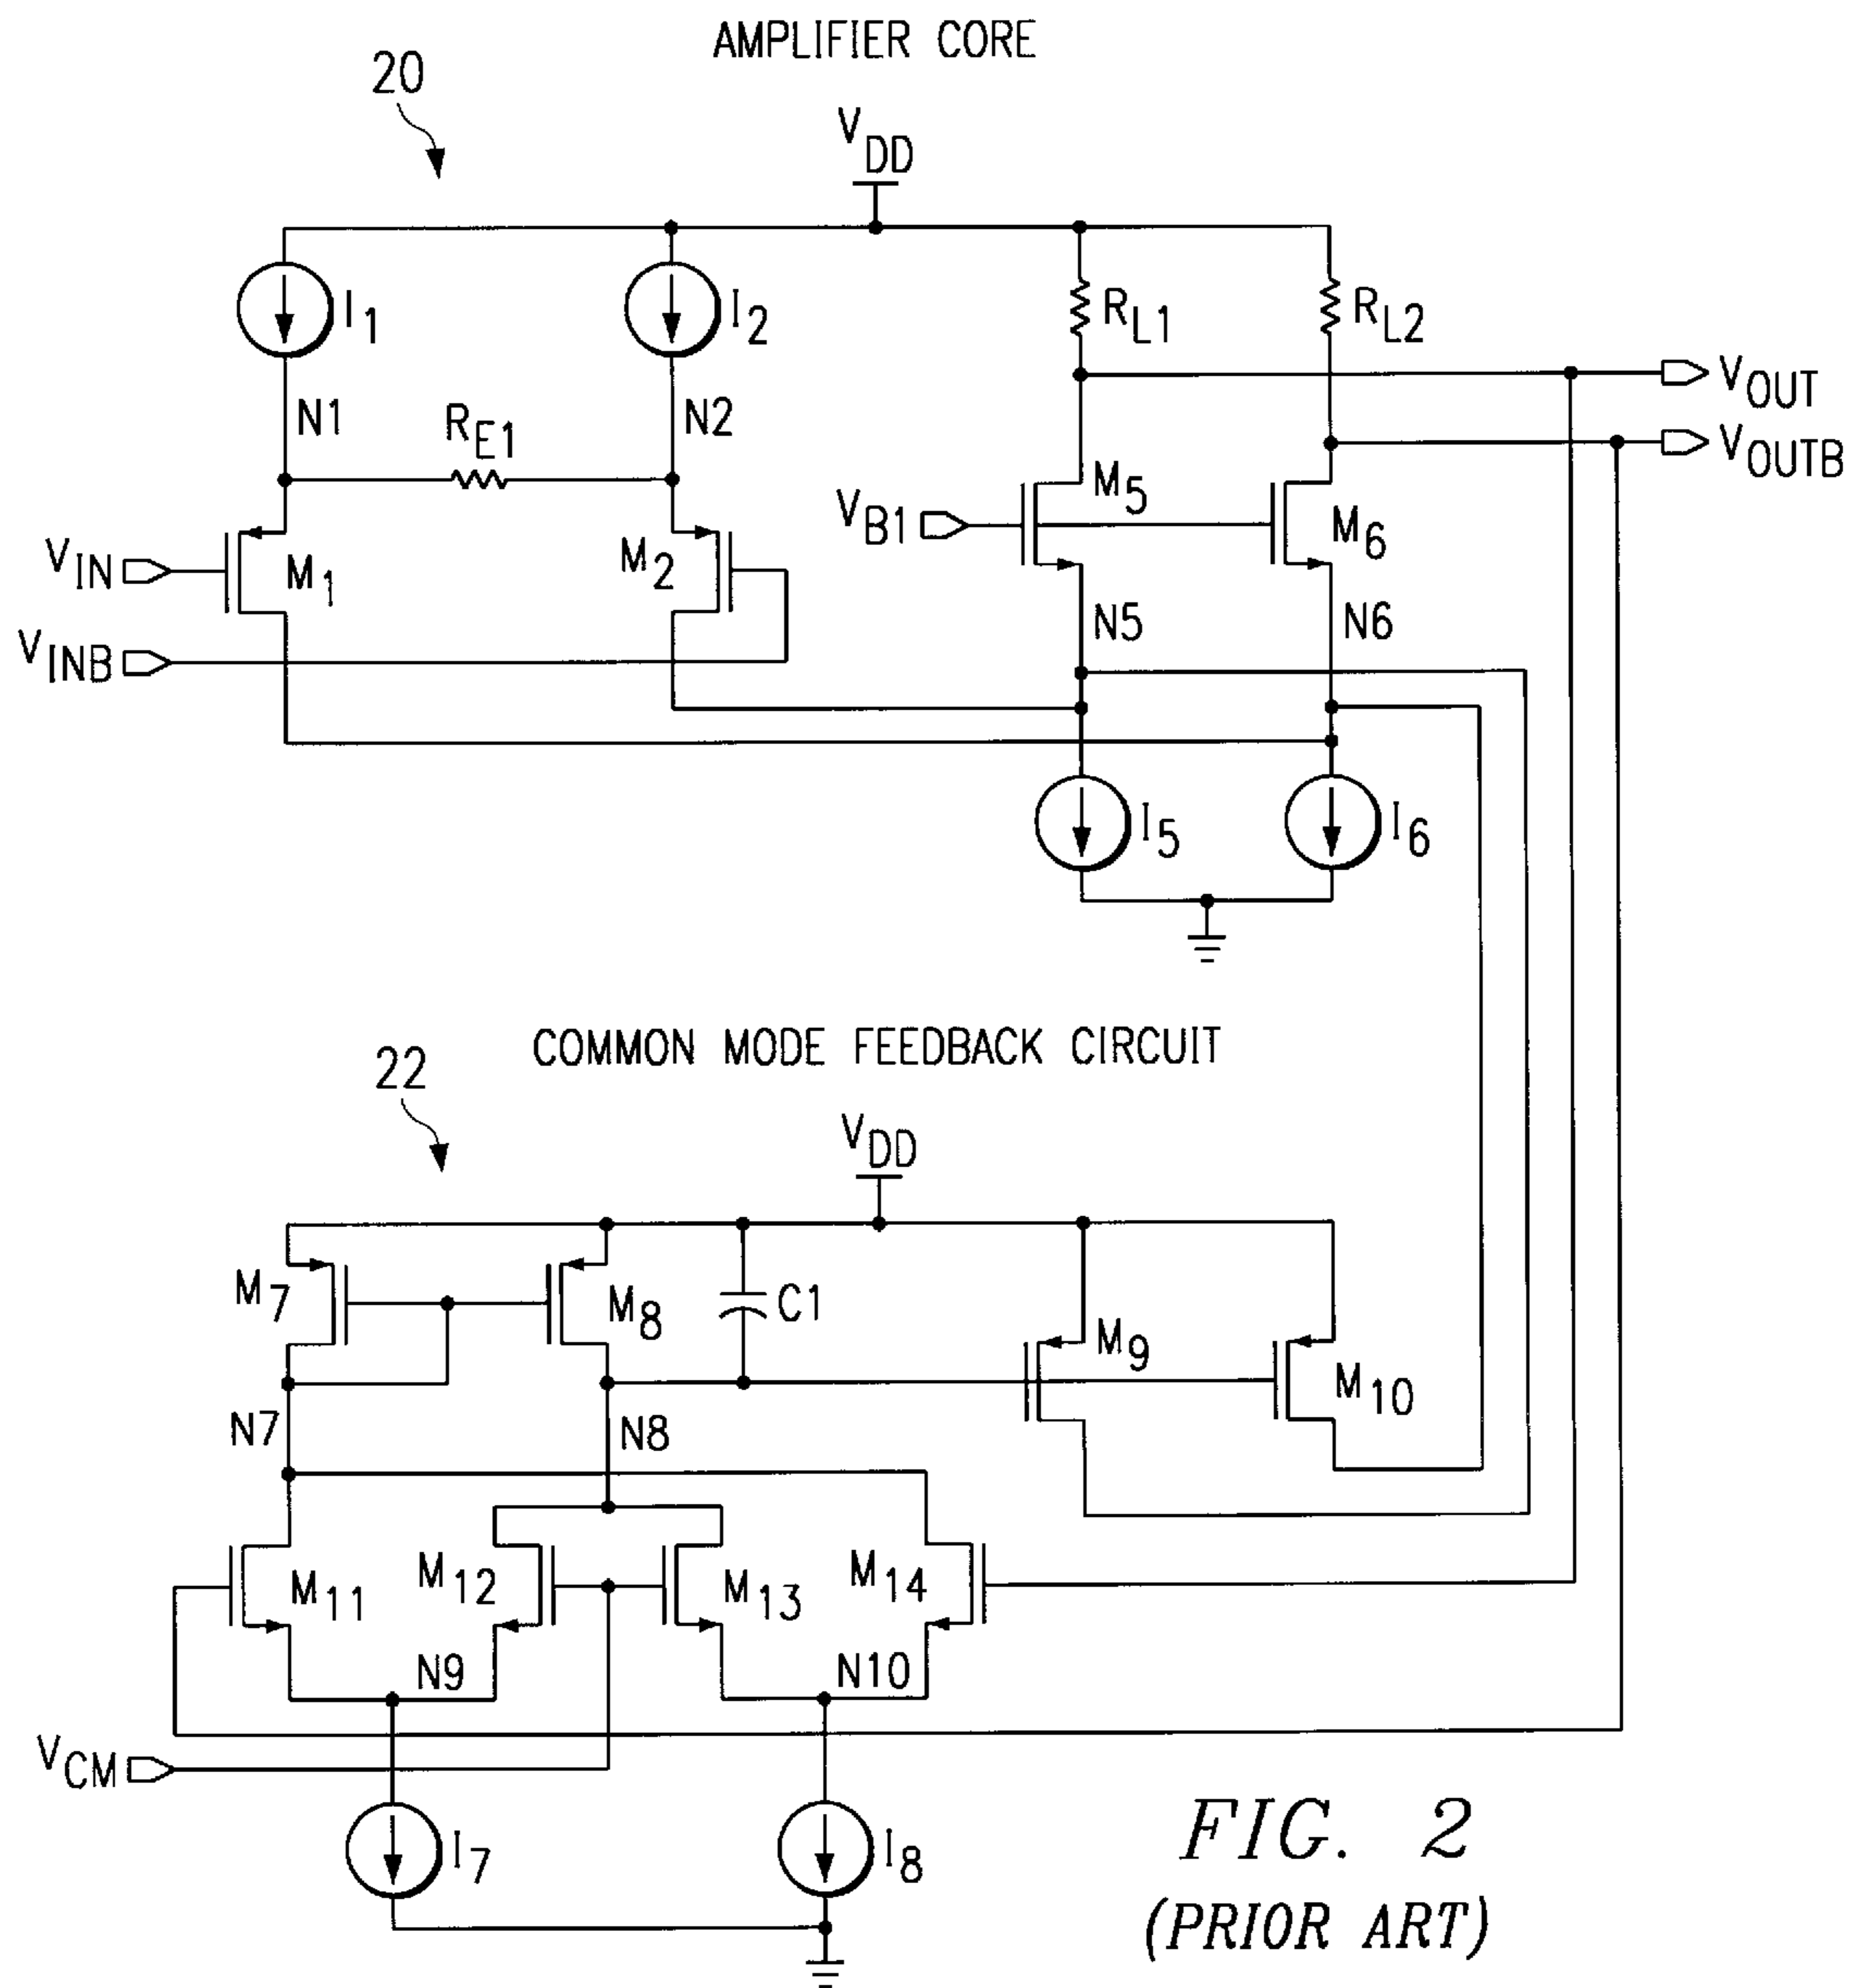 AMPLIFIER CORE
20
VDD
I1
I2
RL1
RL2
VOUT
N1
RE1
N2
VOUTB
M5
VB1
M6
VIN
M1
M2
N5
N6
VINB
I5
I6
COMMON MODE FEEDBACK CIRCUIT
22
VDD
M7
M8
C1
M9
M10
N7
N8
M11
M12
M13
M14
N9
N10
VCM
I7
I8
FIG. 2
(PRIOR ART)